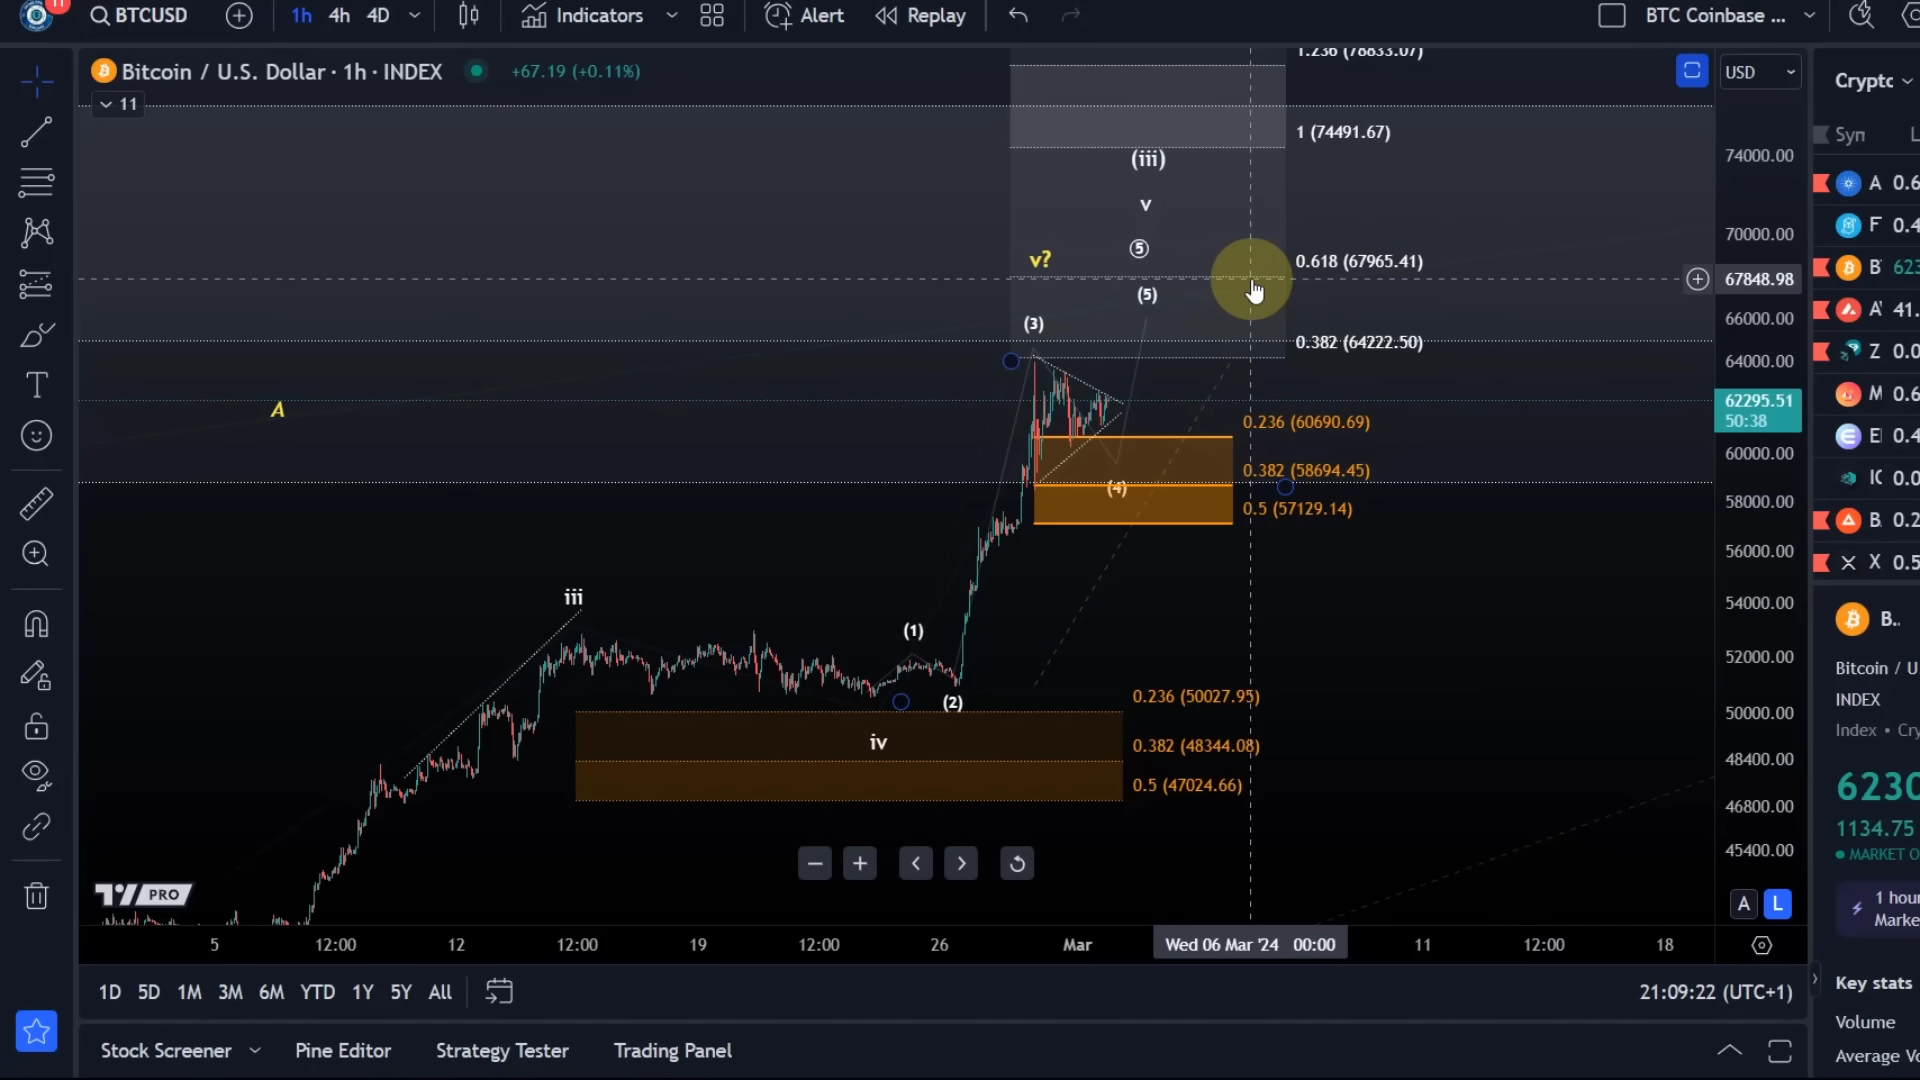 11
BTCUSD
1h 4h 4D
Indicators
Alert
Replay
BTC Coinbase ...
Bitcoin / U.S. Dollar · 1h · INDEX
+67.19 (+0.11%)
11
USD
Crypto
1.236 (78833.07)
1 (74491.67)
(iii)
v
5
v?
0.618 (67965.41)
(5)
(3)
0.382 (64222.50)
A
0.236 (60690.69)
0.382 (58694.45)
(4)
0.5 (57129.14)
iii
(1)
(2)
0.236 (50027.95)
iv
0.382 (48344.08)
0.5 (47024.66)
74000.00
70000.00
67848.98
66000.00
64000.00
62295.51
50:38
60000.00
58000.00
56000.00
54000.00
52000.00
50000.00
48400.00
46800.00
45400.00
A L
PRO
5 12:00 12 12:00 19 12:00 26 Mar Wed 06 Mar '24 00:00 11 12:00 18
1D 5D 1M 3M 6M YTD 1Y 5Y All
21:09:22 (UTC+1)
Stock Screener
Pine Editor
Strategy Tester
Trading Panel
Syn L
A 0.6
F 0.4
B 623
A 41.
Z 0.0
M 0.6
E 0.4
IC 0.0
B. 0.2
X 0.5
B..
Bitcoin / U
INDEX
Index • Cry
6230
1134.75
MARKET O
1 hour
Marke
Key stats
Volume
Average Vo